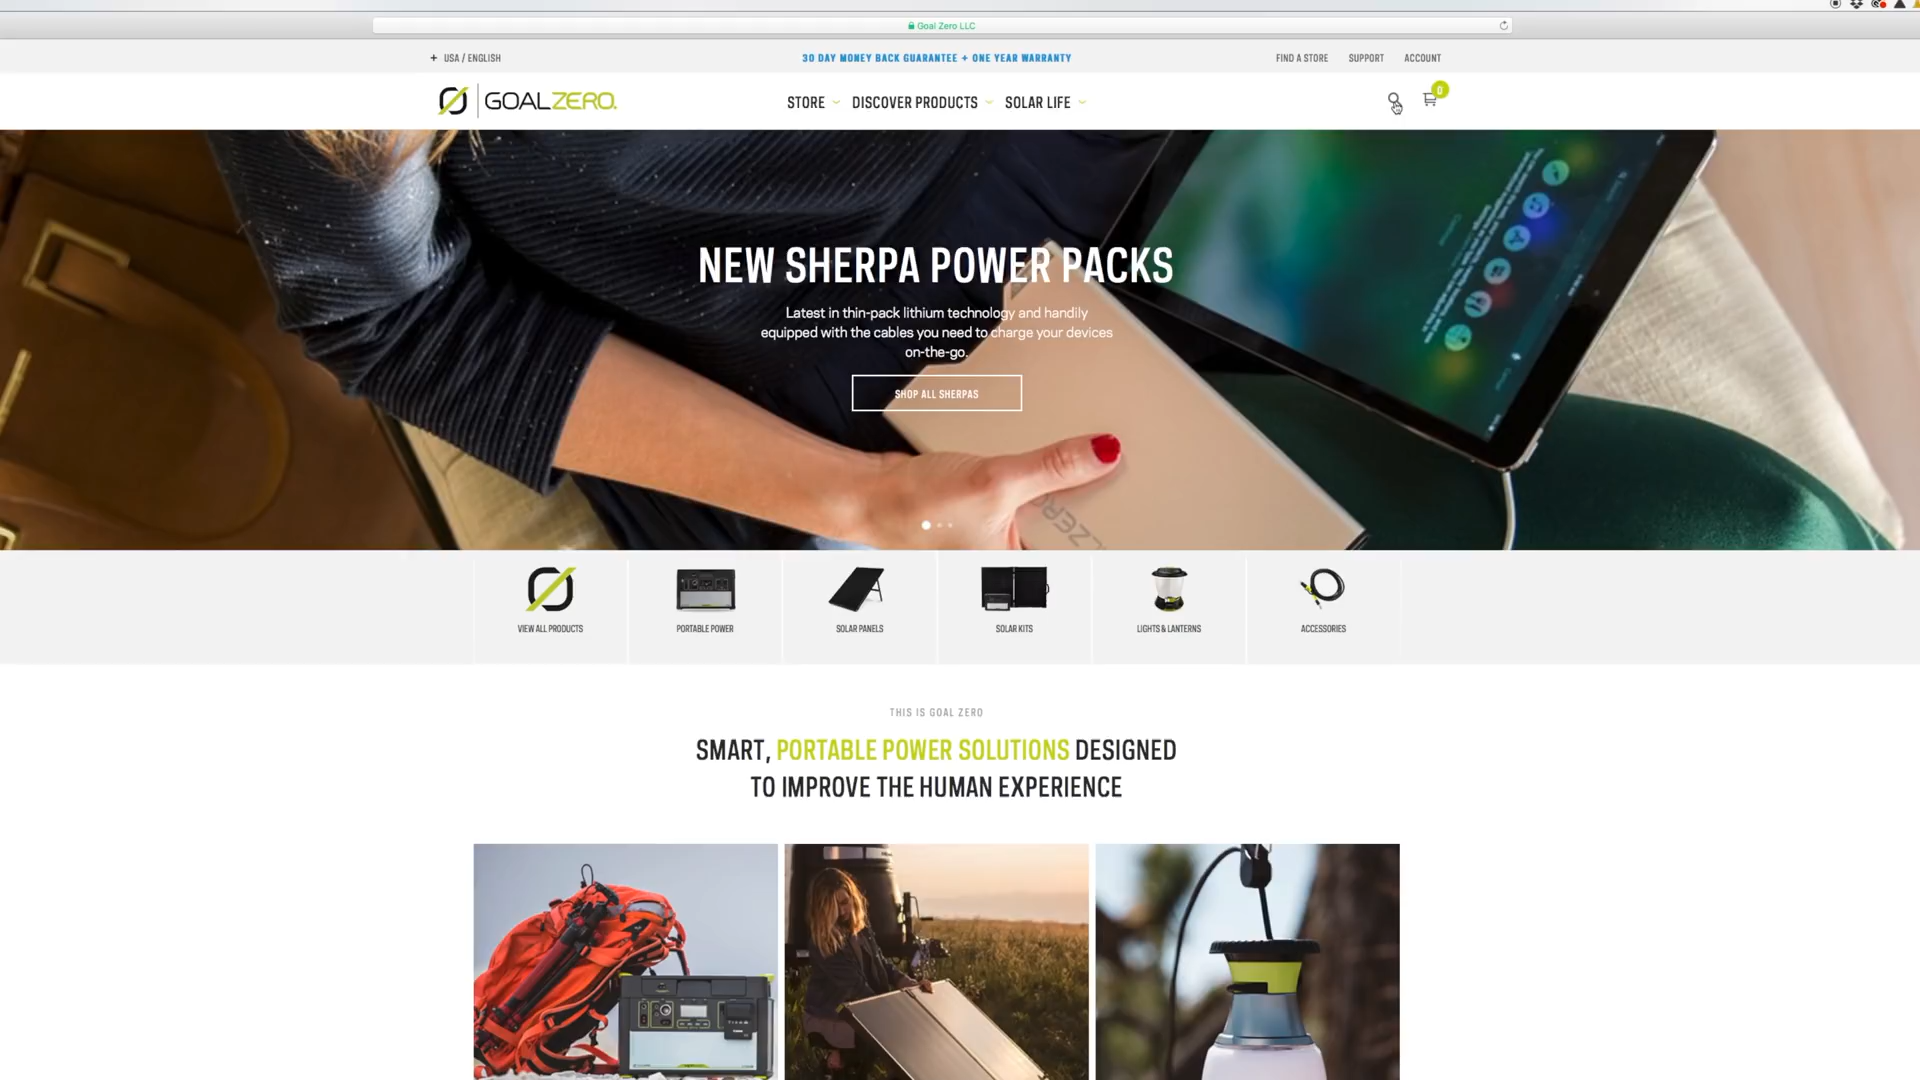 Goal Zero LLC
+ USA / ENGLISH
30 DAY MONEY BACK GUARANTEE + ONE YEAR WARRANTY
FIND A STORE
SUPPORT
ACCOUNT
GOALZERO.
STORE
DISCOVER PRODUCTS
SOLAR LIFE
0
NEW SHERPA POWER PACKS
Latest in thin-pack lithium technology and handily
equipped with the cables you need to charge your devices
on-the-go.
SHOP ALL SHERPAS
VIEW ALL PRODUCTS
PORTABLE POWER
SOLAR PANELS
SOLAR KITS
LIGHTS & LANTERNS
ACCESSORIES
THIS IS GOAL ZERO
SMART, PORTABLE POWER SOLUTIONS DESIGNED
TO IMPROVE THE HUMAN EXPERIENCE